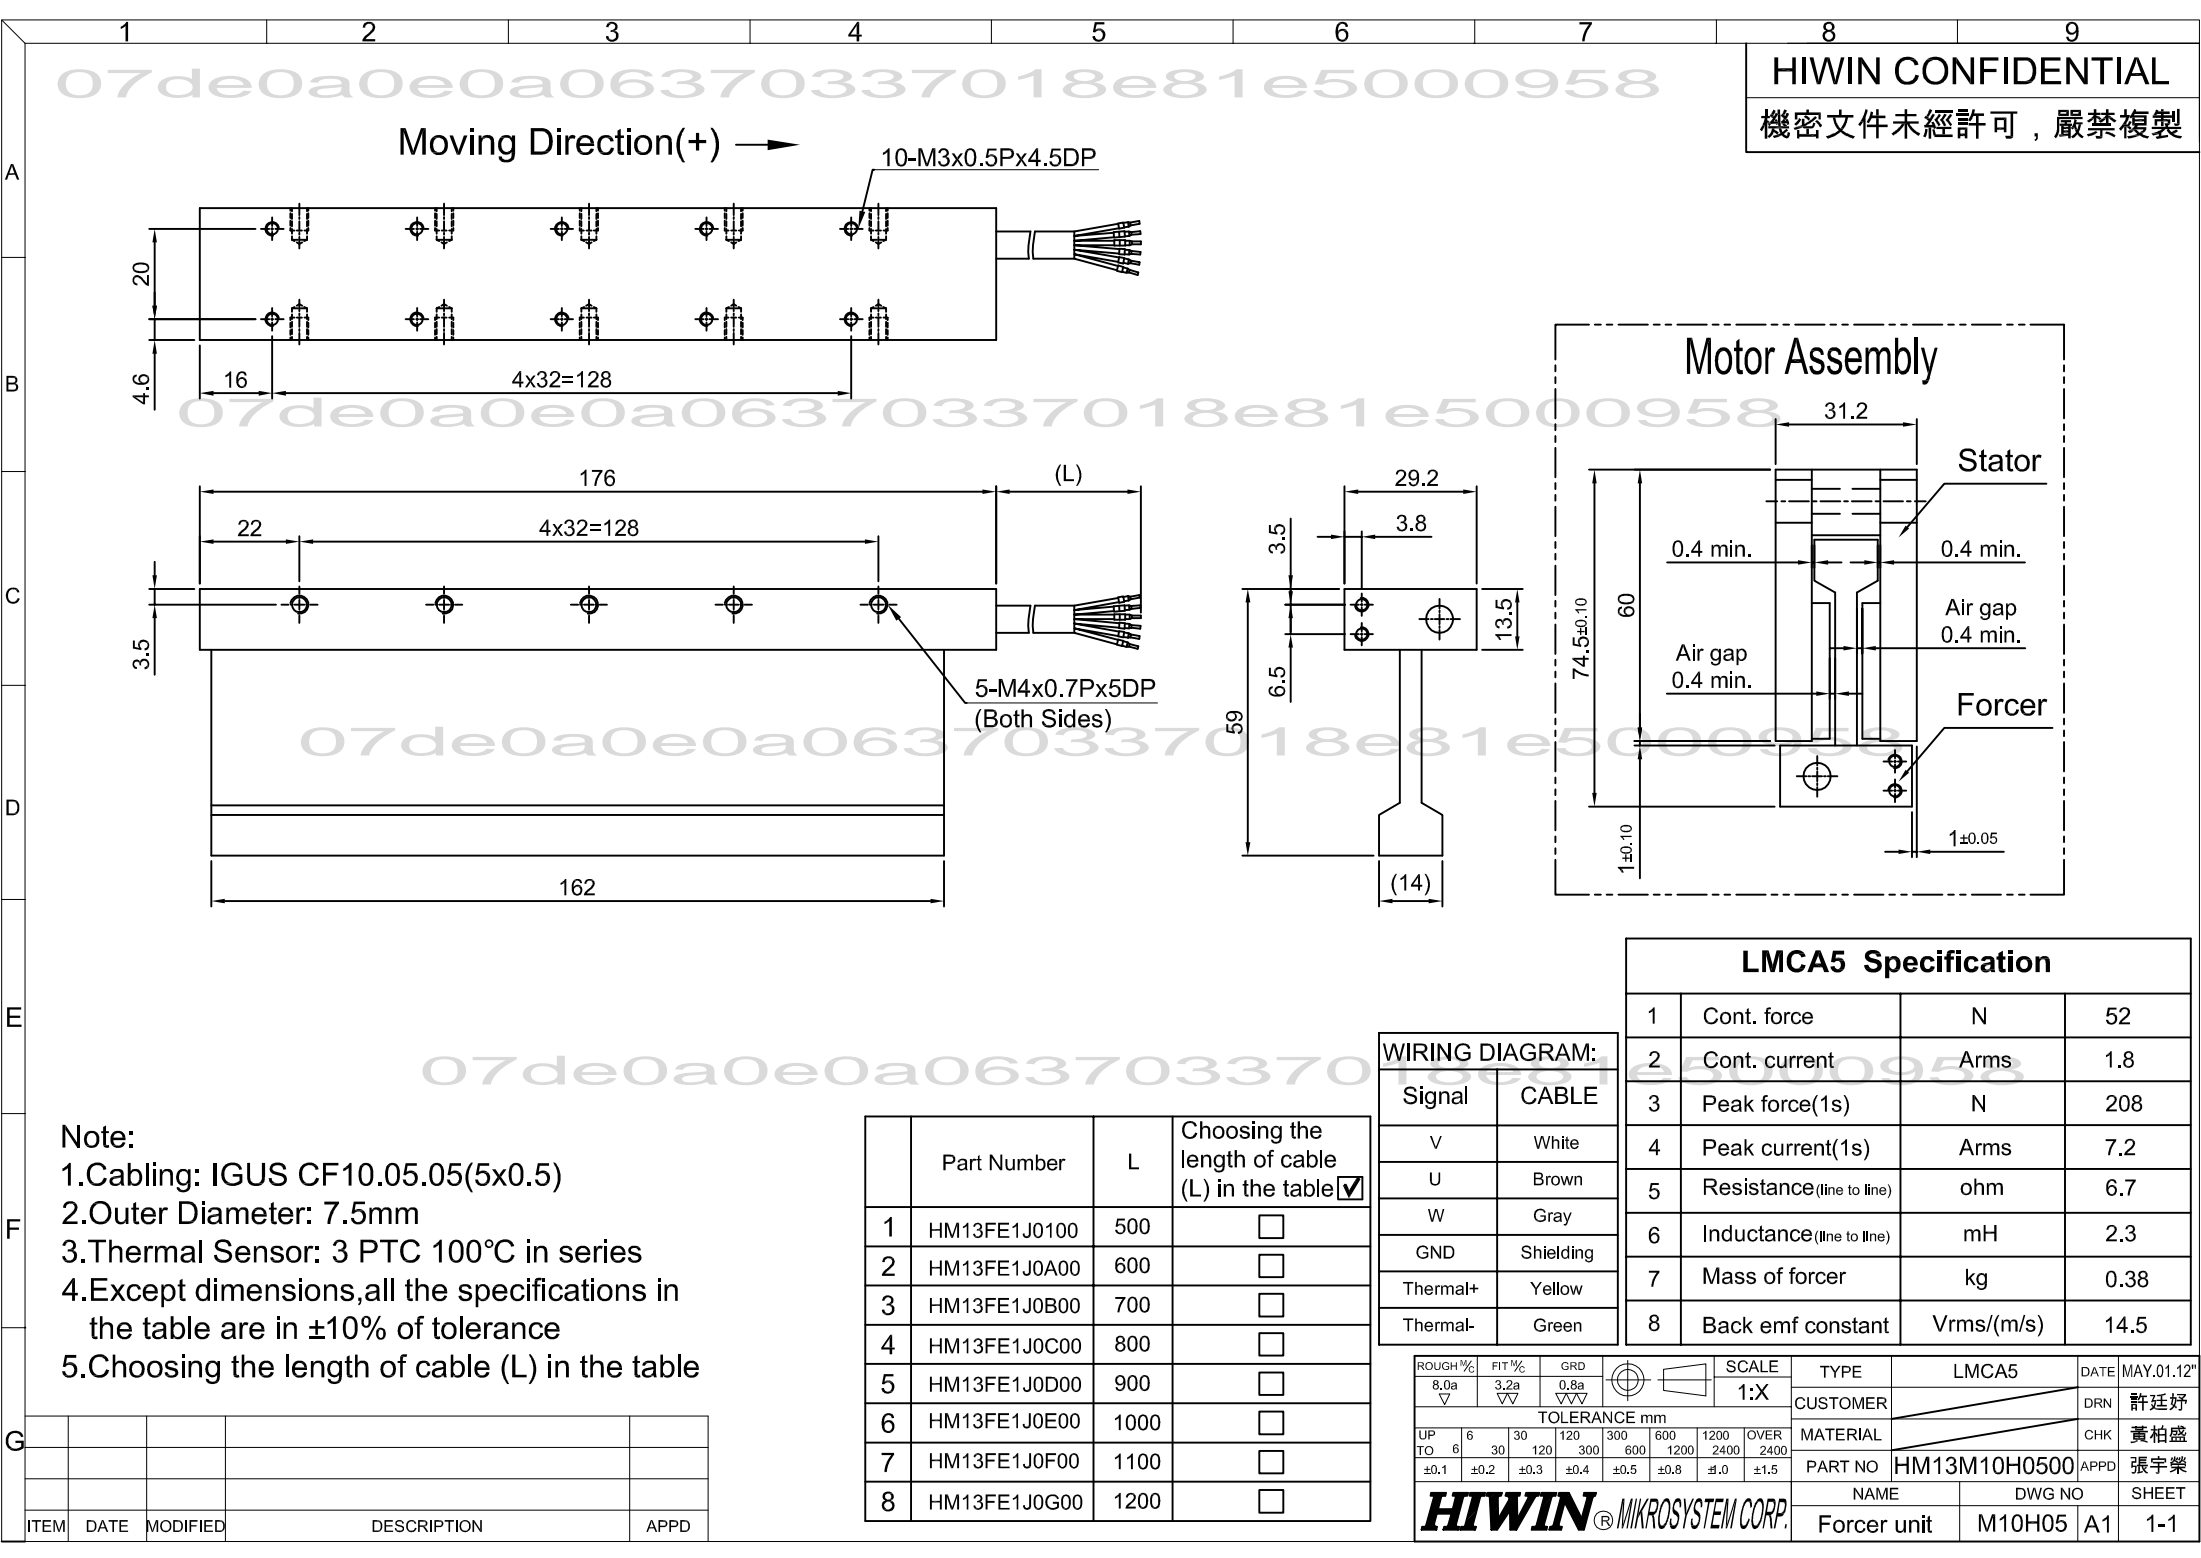 1 2 3 4 5 6 7 8 9
A
B
C
D
E
F
G
HIWIN CONFIDENTIAL
機密文件未經許可，嚴禁複製
07de0a0e0a06370337018e81e5000958
Moving Direction(+)
10-M3x0.5Px4.5DP
20
4.6
16
4x32=128
07de0a0e0a06370337018e81e5000958
176
(L)
22
4x32=128
3.5
5-M4x0.7Px5DP
(Both Sides)
162
29.2
3.8
3.5
6.5
13.5
59
(14)
Motor Assembly
31.2
Stator
0.4 min.
0.4 min.
60
74.5±0.10
Air gap
0.4 min.
Air gap
0.4 min.
Forcer
1±0.10
1±0.05
07de0a0e0a06370337018e81e5000958
07de0a0e0a06370337018e81e5000958
LMCA5 Specification
1 Cont. force N 52
2 Cont. current Arms 1.8
3 Peak force(1s) N 208
4 Peak current(1s) Arms 7.2
5 Resistance(line to line) ohm 6.7
6 Inductance(line to line) mH 2.3
7 Mass of forcer kg 0.38
8 Back emf constant Vrms/(m/s) 14.5
WIRING DIAGRAM:
Signal CABLE
V White
U Brown
W Gray
GND Shielding
Thermal+ Yellow
Thermal- Green
Note:
1.Cabling: IGUS CF10.05.05(5x0.5)
2.Outer Diameter: 7.5mm
3.Thermal Sensor: 3 PTC 100°C in series
4.Except dimensions,all the specifications in
the table are in ±10% of tolerance
5.Choosing the length of cable (L) in the table
Part Number L Choosing the
length of cable
(L) in the table
1 HM13FE1J0100 500
2 HM13FE1J0A00 600
3 HM13FE1J0B00 700
4 HM13FE1J0C00 800
5 HM13FE1J0D00 900
6 HM13FE1J0E00 1000
7 HM13FE1J0F00 1100
8 HM13FE1J0G00 1200
ITEM DATE MODIFIED DESCRIPTION APPD
ROUGH M/C FIT M/C GRD SCALE
8.0a 3.2a 0.8a 1:X
TOLERANCE mm
UP 6 30 120 300 600 1200 OVER
TO 6 30 120 300 600 1200 2400 2400
±0.1 ±0.2 ±0.3 ±0.4 ±0.5 ±0.8 ±1.0 ±1.5
HIWIN® MIKROSYSTEM CORP.
TYPE LMCA5 DATE MAY.01.12"
CUSTOMER DRN 許廷妤
MATERIAL CHK 黃柏盛
PART NO HM13M10H0500 APPD 張宇榮
NAME DWG NO SHEET
Forcer unit M10H05 A1 1-1